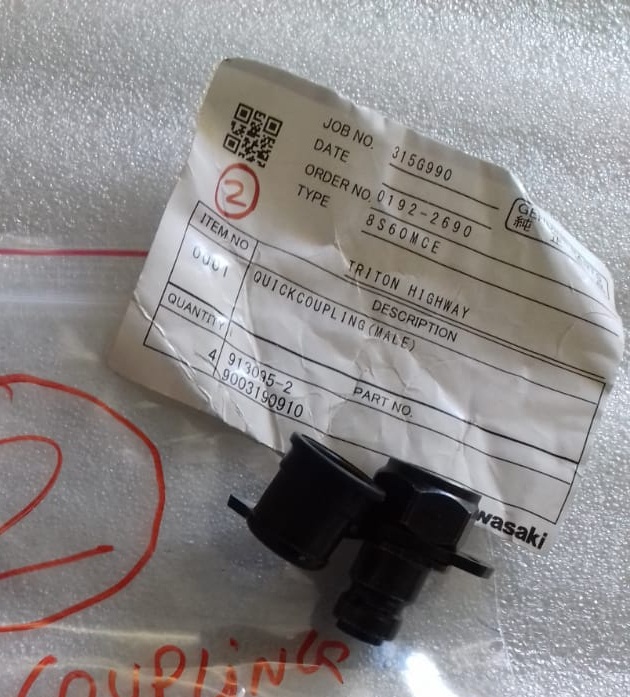 JOB NO. 315G990
DATE
ORDER NO. 0192-2690
TYPE 8S60MCE
TRITON HIGHWAY
ITEM NO DESCRIPTION
0001 QUICKCOUPLING(MALE)
QUANTITY PART NO.
4 913095-2
9003190910
wasaki
2
2
COUPLING